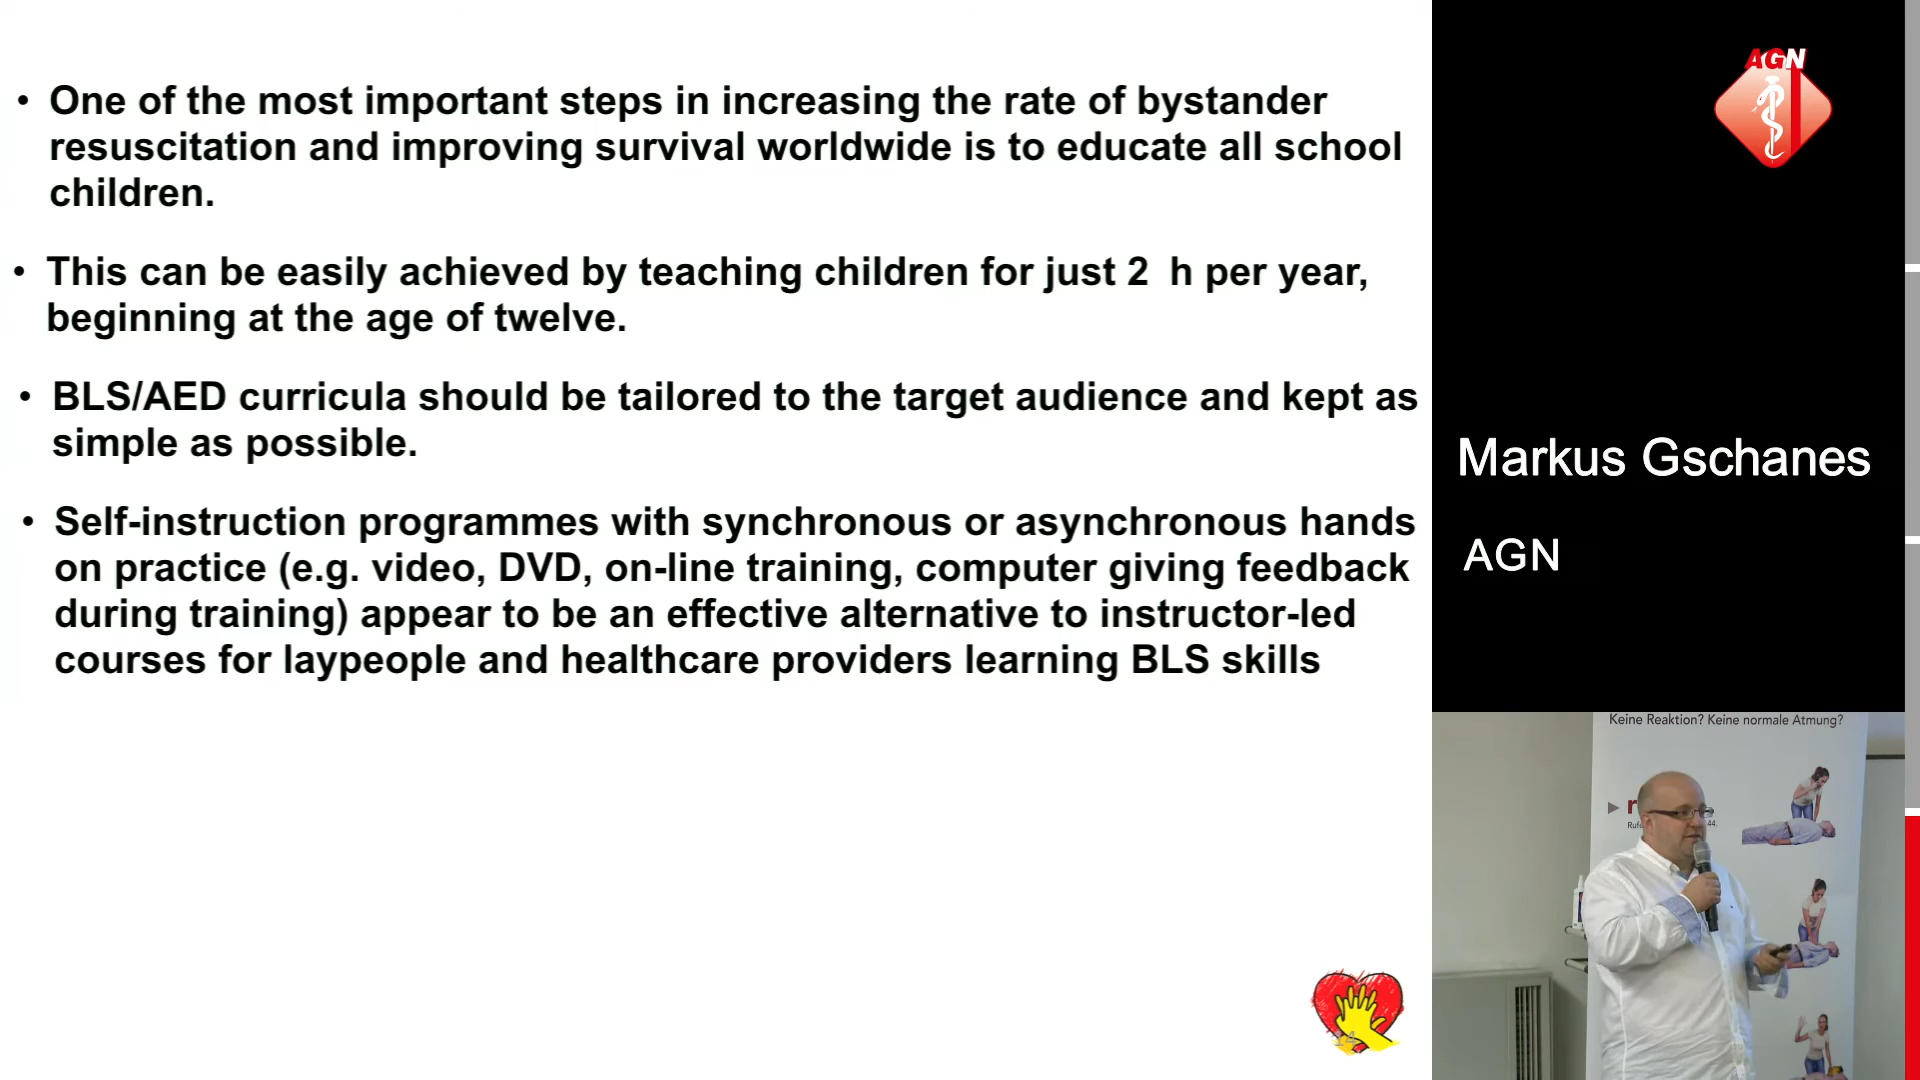 • One of the most important steps in increasing the rate of bystander
resuscitation and improving survival worldwide is to educate all school
children.
• This can be easily achieved by teaching children for just 2 h per year,
beginning at the age of twelve.
• BLS/AED curricula should be tailored to the target audience and kept as
simple as possible.
• Self-instruction programmes with synchronous or asynchronous hands
on practice (e.g. video, DVD, on-line training, computer giving feedback
during training) appear to be an effective alternative to instructor-led
courses for laypeople and healthcare providers learning BLS skills
AGN
Markus Gschanes
AGN
Keine Reaktion? Keine normale Atmung?